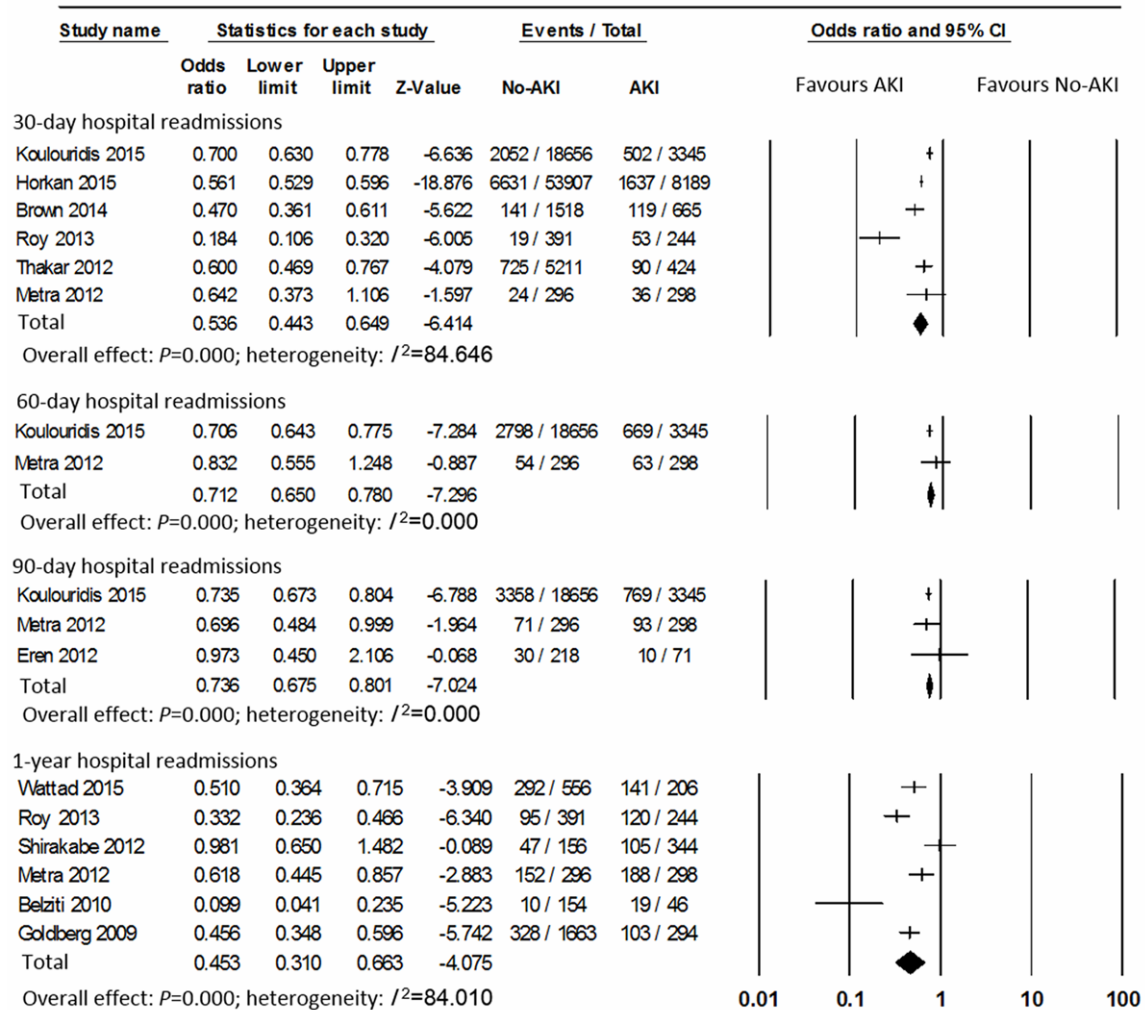 Study name Statistics for each study Events / Total Odds ratio and 95% CI
Odds ratio Lower limit Upper limit Z-Value No-AKI AKI Favours AKI Favours No-AKI
30-day hospital readmissions
Koulouridis 2015 0.700 0.630 0.778 -6.636 2052 / 18656 502 / 3345
Horkan 2015 0.561 0.529 0.596 -18.876 6631 / 53907 1637 / 8189
Brown 2014 0.470 0.361 0.611 -5.622 141 / 1518 119 / 665
Roy 2013 0.184 0.106 0.320 -6.005 19 / 391 53 / 244
Thakar 2012 0.600 0.469 0.767 -4.079 725 / 5211 90 / 424
Metra 2012 0.642 0.373 1.106 -1.597 24 / 296 36 / 298
Total 0.536 0.443 0.649 -6.414
Overall effect: P=0.000; heterogeneity: I²=84.646
60-day hospital readmissions
Koulouridis 2015 0.706 0.643 0.775 -7.284 2798 / 18656 669 / 3345
Metra 2012 0.832 0.555 1.248 -0.887 54 / 296 63 / 298
Total 0.712 0.650 0.780 -7.296
Overall effect: P=0.000; heterogeneity: I²=0.000
90-day hospital readmissions
Koulouridis 2015 0.735 0.673 0.804 -6.788 3358 / 18656 769 / 3345
Metra 2012 0.696 0.484 0.999 -1.964 71 / 296 93 / 298
Eren 2012 0.973 0.450 2.106 -0.068 30 / 218 10 / 71
Total 0.736 0.675 0.801 -7.024
Overall effect: P=0.000; heterogeneity: I²=0.000
1-year hospital readmissions
Wattad 2015 0.510 0.364 0.715 -3.909 292 / 556 141 / 206
Roy 2013 0.332 0.236 0.466 -6.340 95 / 391 120 / 244
Shirakabe 2012 0.981 0.650 1.482 -0.089 47 / 156 105 / 344
Metra 2012 0.618 0.445 0.857 -2.883 152 / 296 188 / 298
Belziti 2010 0.099 0.041 0.235 -5.223 10 / 154 19 / 46
Goldberg 2009 0.456 0.348 0.596 -5.742 328 / 1663 103 / 294
Total 0.453 0.310 0.663 -4.075
Overall effect: P=0.000; heterogeneity: I²=84.010
0.01 0.1 1 10 100